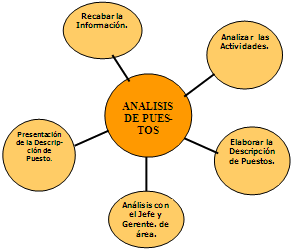 Recabar la
Información.
Analizar las
Actividades.
ANALISIS
DE PUES-
TOS
Presentación
de la Descrip-
ción de
Puesto.
Elaborar la
Descripción
de Puestos.
Análisis con
el Jefe y
Gerente. de
área.